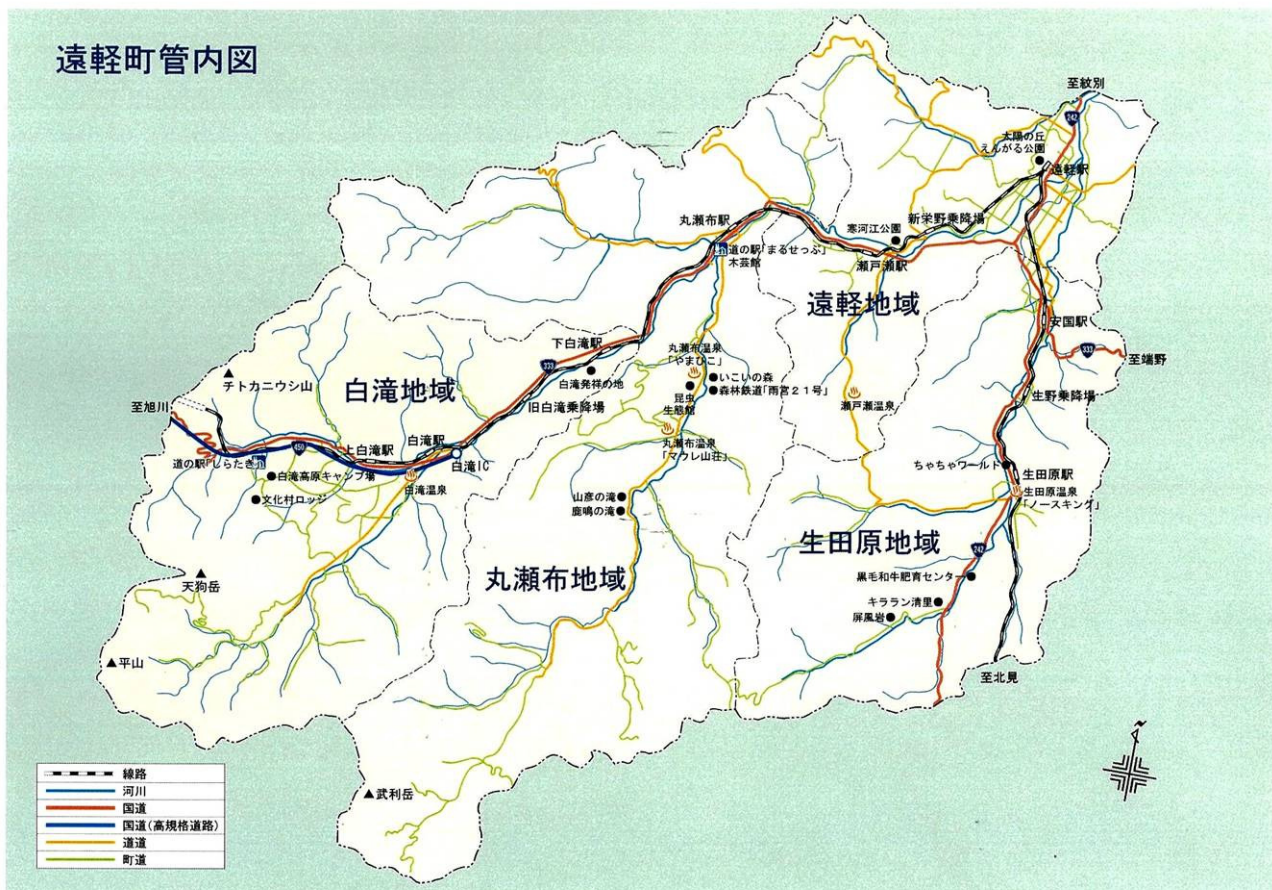 遠軽町管内図
至紋別
242
太陽の丘
えんがる公園
遠軽駅
新栄野乗降場
丸瀬布駅
寒河江公園
道の駅「まるせっぷ」
木芸館
瀬戸瀬駅
遠軽地域
安国駅
下白滝駅
333
丸瀬布温泉
「やまびこ」
333
至端野
チトカニウシ山
白滝地域
白滝発祥の地
いこいの森
昆虫
生態館
森林鉄道「雨宮21号」
瀬戸瀬温泉
生野乗降場
至旭川
旧白滝乗降場
白滝駅
上白滝駅
450
丸瀬布温泉
「マウレ山荘」
道の駅「しらたき」
白滝IC
ちゃちゃワールド
生田原駅
白滝高原キャンプ場
白滝温泉
文化村ロッジ
山彦の滝
鹿鳴の滝
生田原温泉
「ノースキング」
生田原地域
242
天狗岳
丸瀬布地域
黒毛和牛肥育センター
キララン清里
屏風岩
平山
至北見
武利岳
線路
河川
国道
国道(高規格道路)
道道
町道